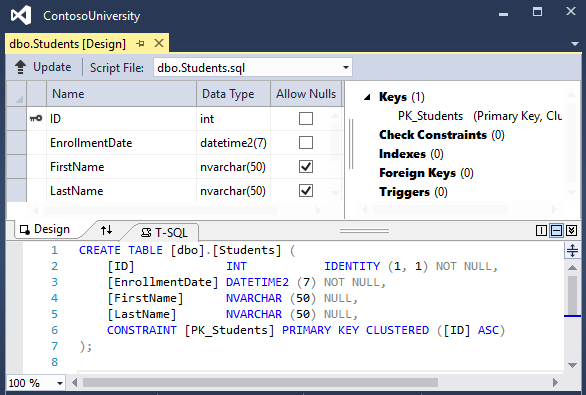 ContosoUniversity
dbo.Students [Design]
Update Script File: dbo.Students.sql
Name Data Type Allow Nulls
ID int
EnrollmentDate datetime2(7)
FirstName nvarchar(50)
LastName nvarchar(50)
Keys (1)
PK_Students (Primary Key, Clu
Check Constraints (0)
Indexes (0)
Foreign Keys (0)
Triggers (0)
Design T-SQL
1 CREATE TABLE [dbo].[Students] (
2 [ID] INT IDENTITY (1, 1) NOT NULL,
3 [EnrollmentDate] DATETIME2 (7) NOT NULL,
4 [FirstName] NVARCHAR (50) NULL,
5 [LastName] NVARCHAR (50) NULL,
6 CONSTRAINT [PK_Students] PRIMARY KEY CLUSTERED ([ID] ASC)
7 );
8
100 %